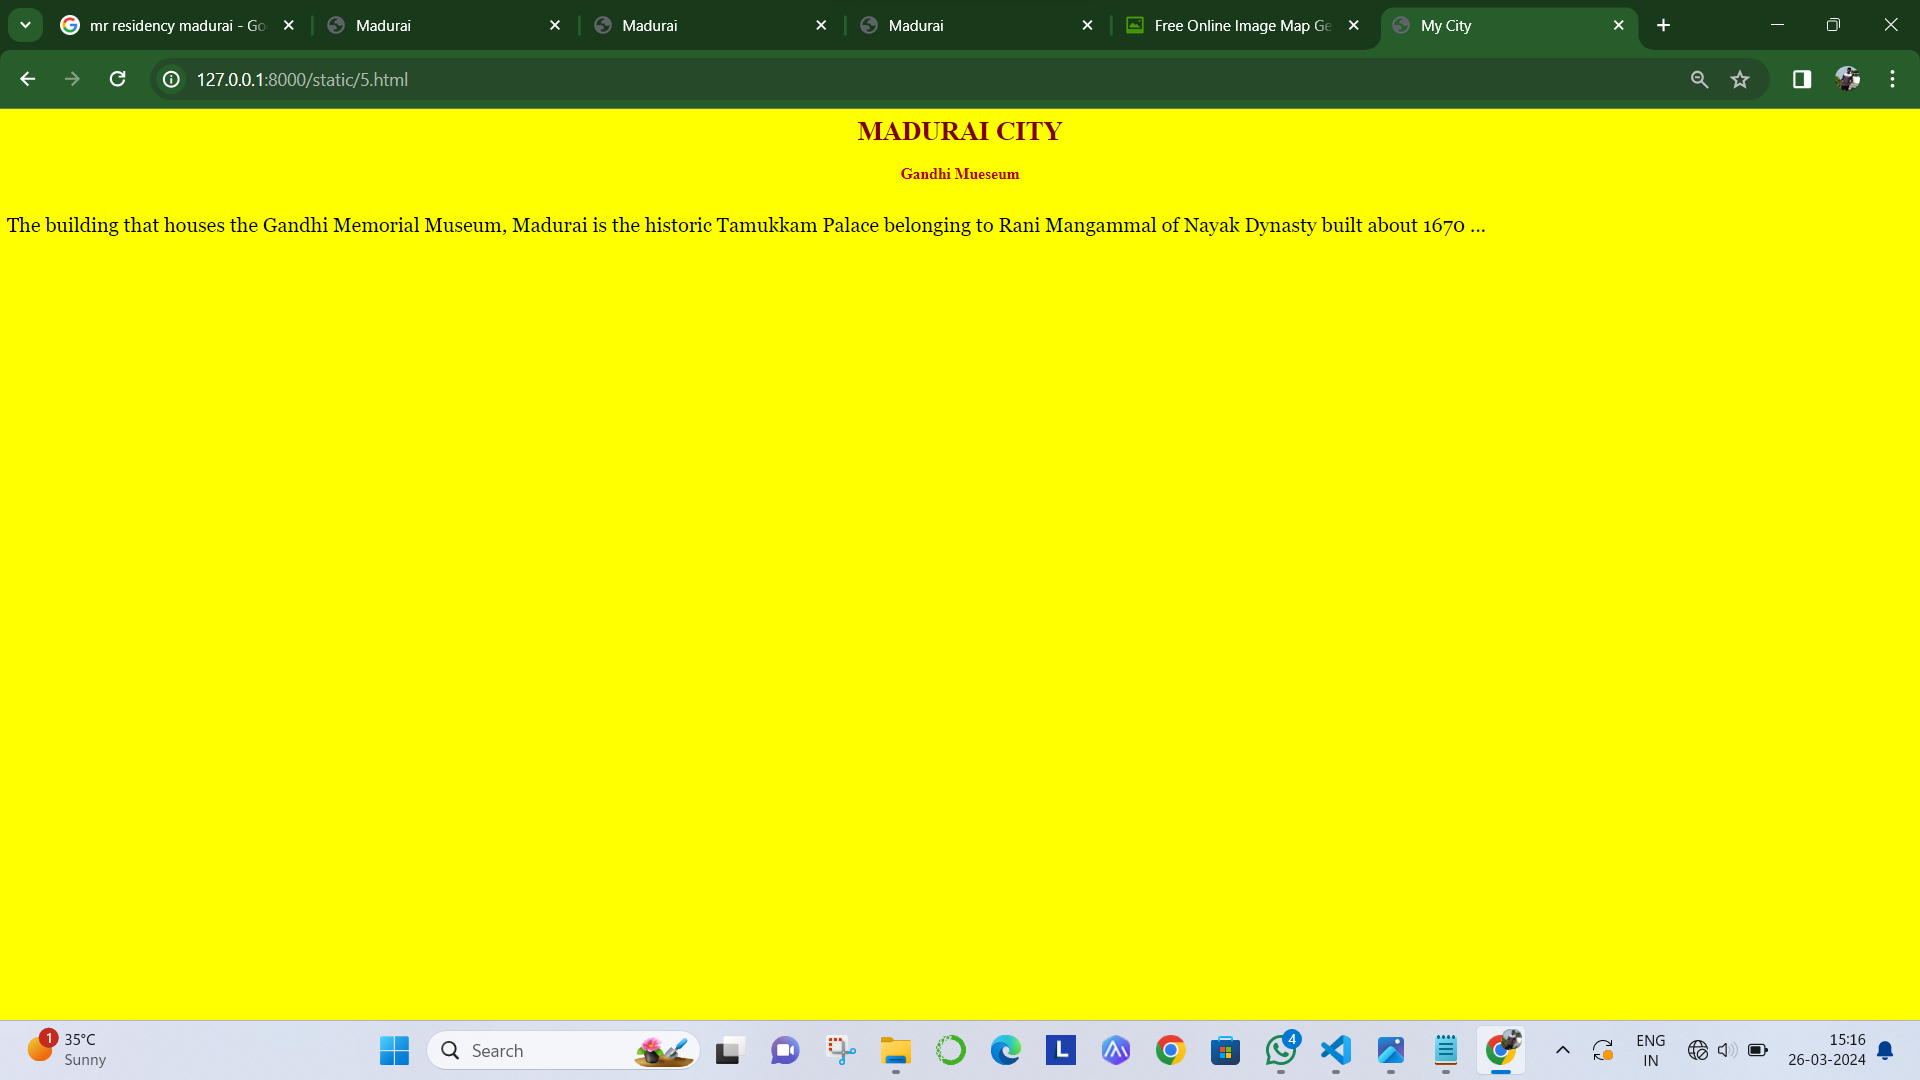 mr residency madurai - Go
Madurai
Madurai
Madurai
Free Online Image Map Ge
My City
127.0.0.1:8000/static/5.html
MADURAI CITY
Gandhi Mueseum
The building that houses the Gandhi Memorial Museum, Madurai is the historic Tamukkam Palace belonging to Rani Mangammal of Nayak Dynasty built about 1670 ...
1
35°C
Sunny
Search
L
4
ENG
IN
15:16
26-03-2024